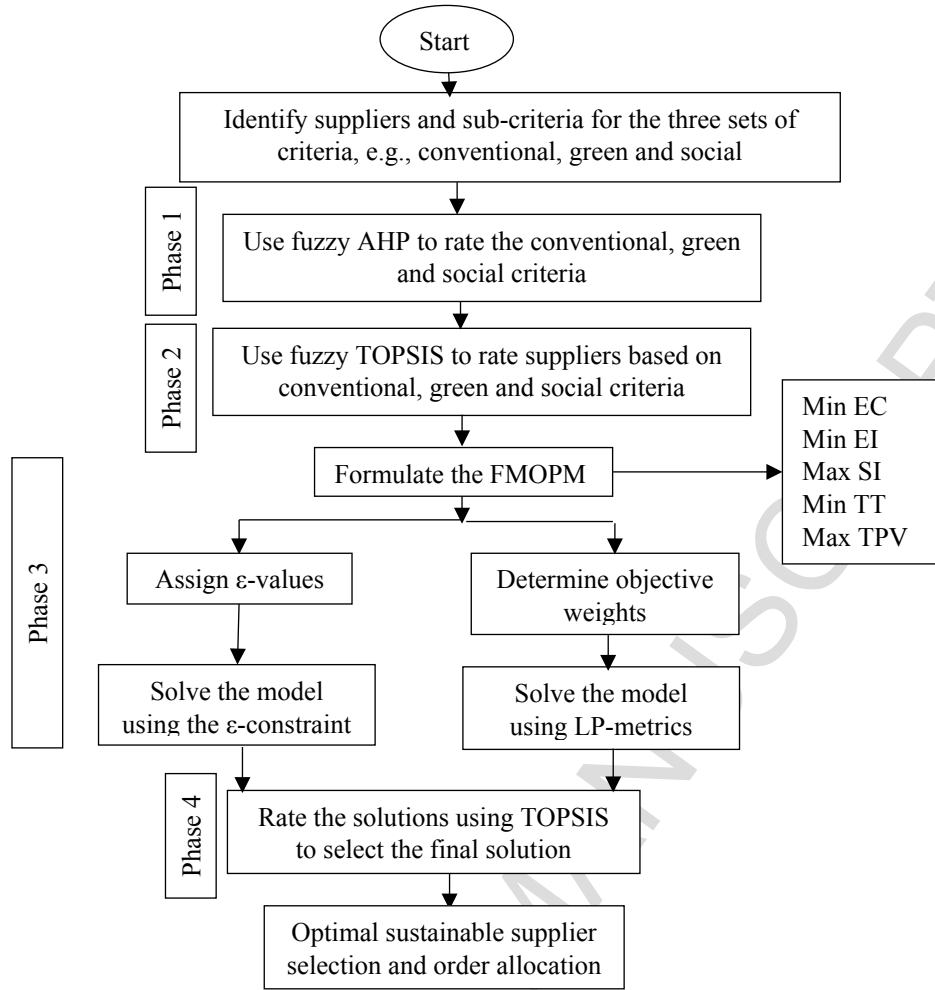 Start
Identify suppliers and sub-criteria for the three sets of
criteria, e.g., conventional, green and social
Phase 1
Use fuzzy AHP to rate the conventional, green
and social criteria
Phase 2
Use fuzzy TOPSIS to rate suppliers based on
conventional, green and social criteria
Min EC
Min EI
Max SI
Min TT
Max TPV
Formulate the FMOPM
Phase 3
Assign ε-values
Determine objective
weights
Solve the model
using the ε-constraint
Solve the model
using LP-metrics
Phase 4
Rate the solutions using TOPSIS
to select the final solution
Optimal sustainable supplier
selection and order allocation